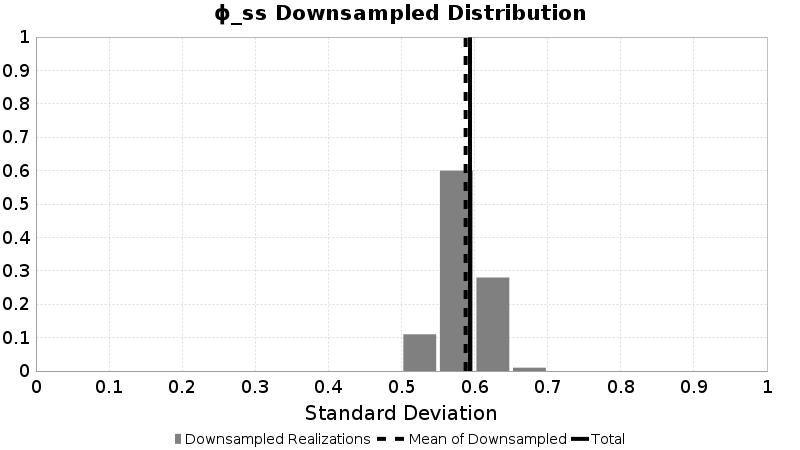 ϕ_ss Downsampled Distribution
1
0.9
0.8
0.7
0.6
0.5
0.4
0.3
0.2
0.1
0
0 0.1 0.2 0.3 0.4 0.5 0.6 0.7 0.8 0.9 1
Standard Deviation
Downsampled Realizations Mean of Downsampled Total